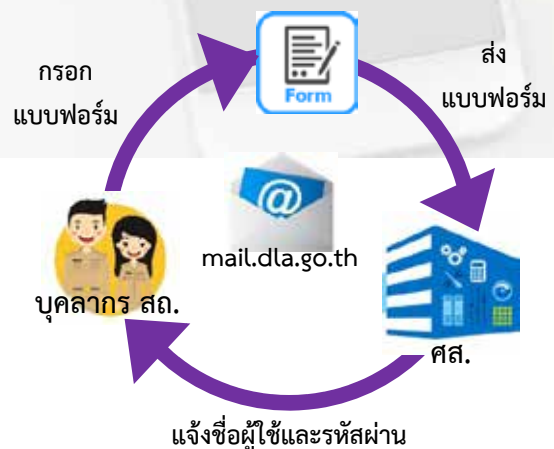 กรอก
แบบฟอร์ม
Form
ส่ง
แบบฟอร์ม
@
mail.dla.go.th
บุคลากร สถ.
ศส.
แจ้งชื่อผู้ใช้และรหัสผ่าน